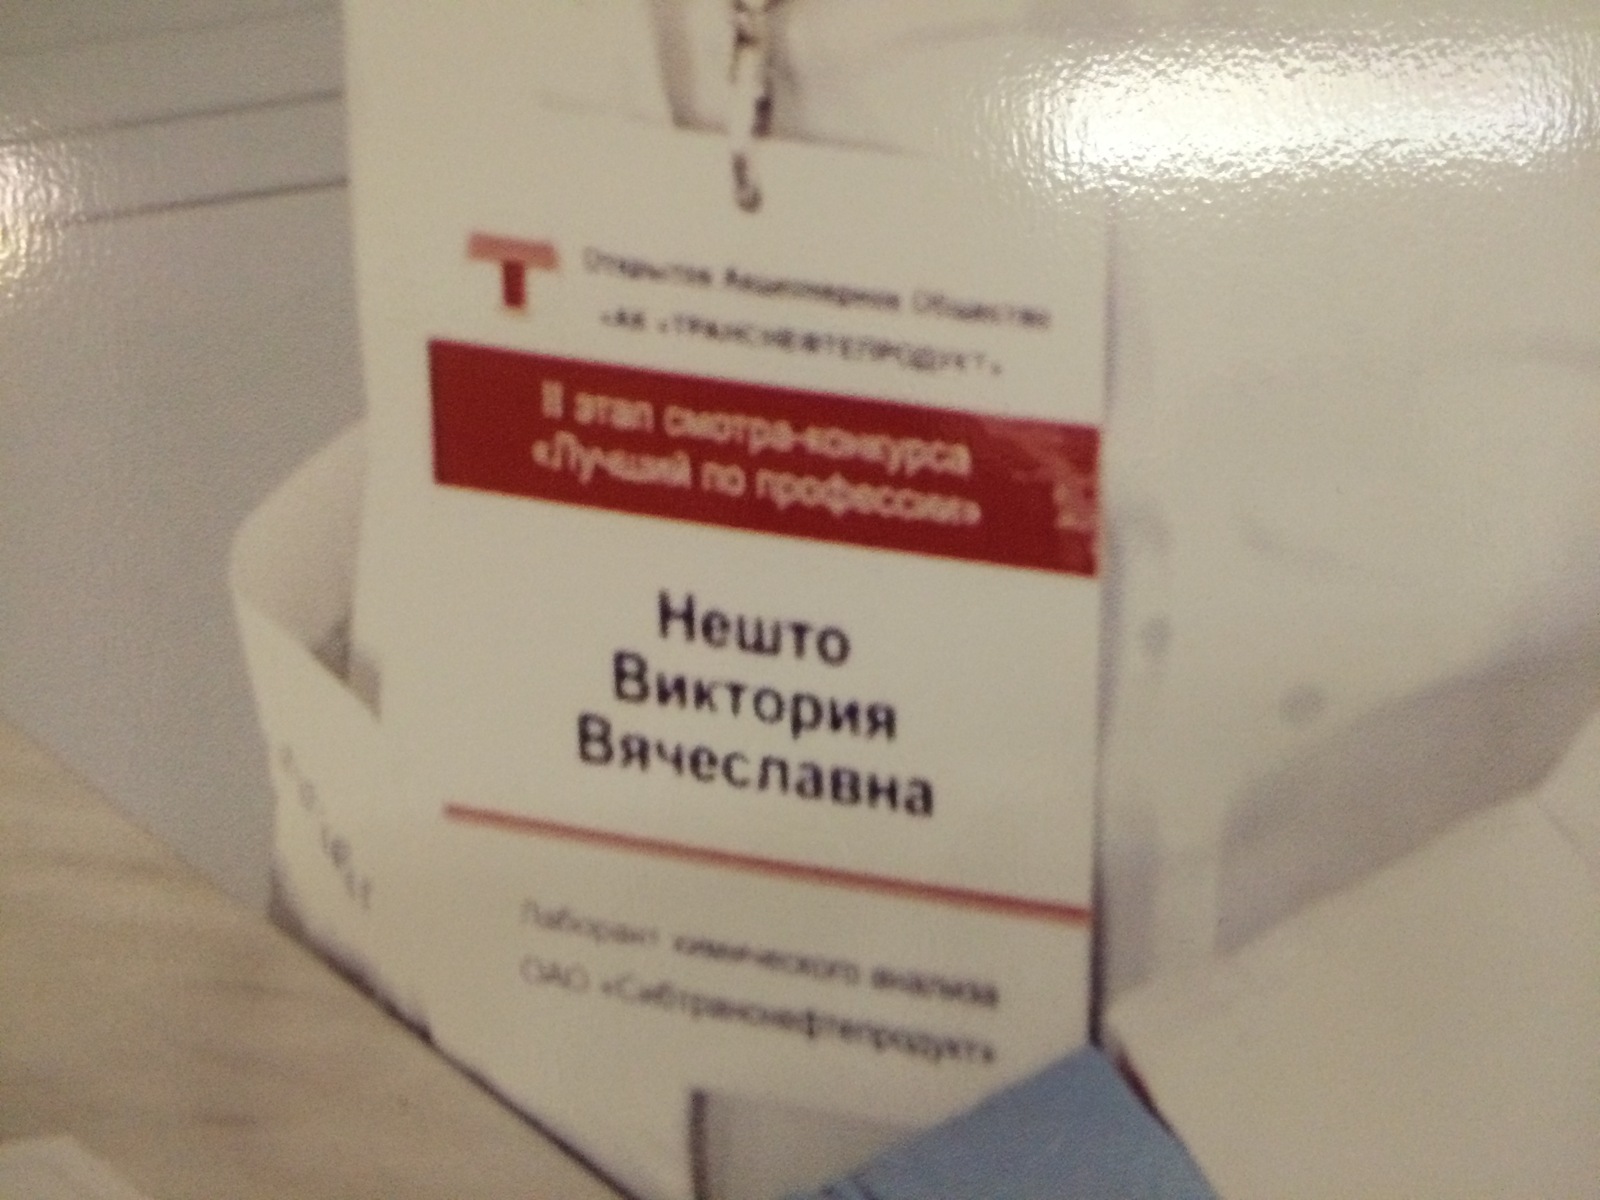 Открытое Акционерное Общество
«АК «ТРАНСНЕФТЕПРОДУКТ»
II этап смотра-конкурса
«Лучший по профессии»
Нешто
Виктория
Вячеславна
Лаборант химического анализа
ОАО «Сибтранснефтепродукт»